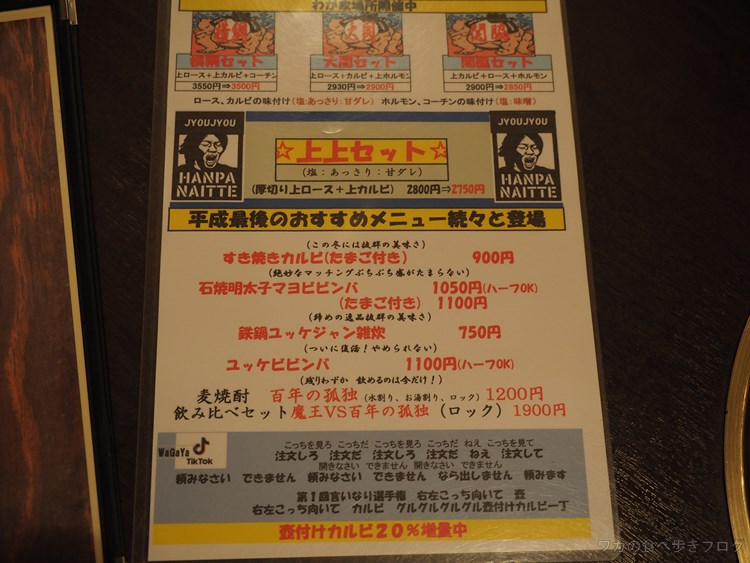 わが家場所開催中
横綱セット 大関セット 関脇セット
上ロース+上カルビ+コーチン 上ロース+カルビ+上ホルモン 上カルビ+ロース+ホルモン
3550円⇒3500円 2930円⇒2900円 2900円⇒2850円
ロース、カルビの味付け(塩:あっさり:甘ダレ) ホルモン、コーチンの味付け(塩:味噌)
JYOUJYOU
HANPA
NAITTE
☆上上セット☆
(塩:あっさり:甘ダレ)
(厚切り上ロース+上カルビ) 2800円⇒2750円
JYOUJYOU
HANPA
NAITTE
平成最後のおすすめメニュー続々と登場
(この冬には抜群の美味さ)
すき焼きカルビ(たまご付き) 900円
(絶妙なマッチングぷちぷち感がたまらない)
石焼明太子マヨビビンバ 1050円(ハーフOK)
(たまご付き) 1100円
(締めの逸品抜群の美味さ)
鉄鍋ユッケジャン雑炊 750円
(ついに復活!やめられない)
ユッケビビンバ 1100円(ハーフOK)
(残りわずか 飲めるのは今だけ!)
麦焼酎 百年の孤独(水割り、お湯割り、ロック) 1200円
飲み比べセット魔王VS百年の孤独 (ロック) 1900円
WaGaYa TikTok
こっちを見ろ こっちだ こっちを見ろ こっちだ ねえ こっちを見て
注文しろ 注文だ 注文しろ 注文だ ねえ 注文して
開きなさい できません 開きなさい できません
頼みなさい できません 頼みなさい できません なら出しません 頼みます
第1回言いなり選手権 右左こっち向いて 壺
右左こっち向いて カルビ グルグルグルグル壺付けカルビ一丁
壺付けカルビ20%増量中
ワカの食べ歩きブログ